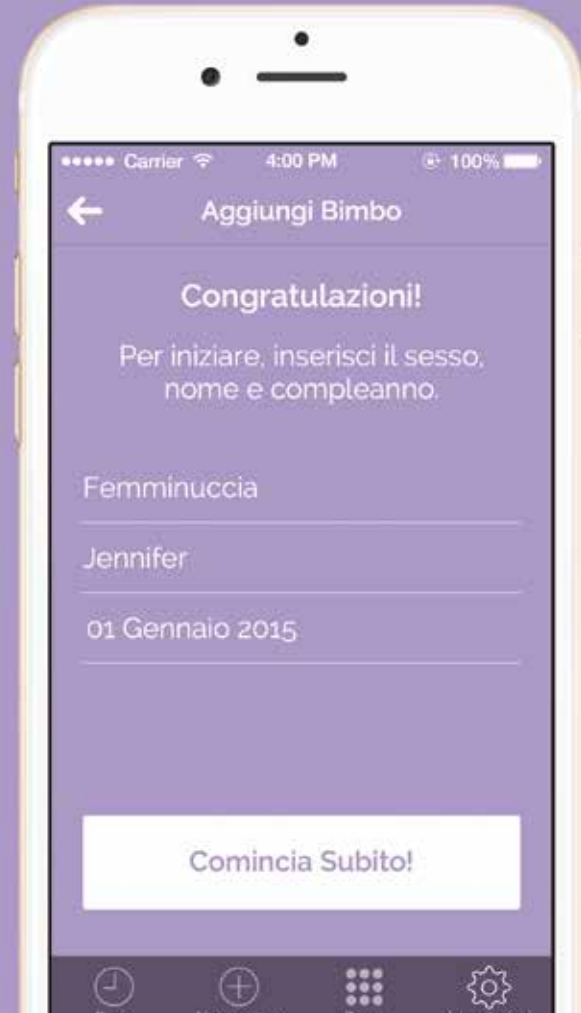 Carrier 4:00 PM 100%
Aggiungi Bimbo
Congratulazioni!
Per iniziare, inserisci il sesso,
nome e compleanno.
Femminuccia
Jennifer
01 Gennaio 2015
Comincia Subito!